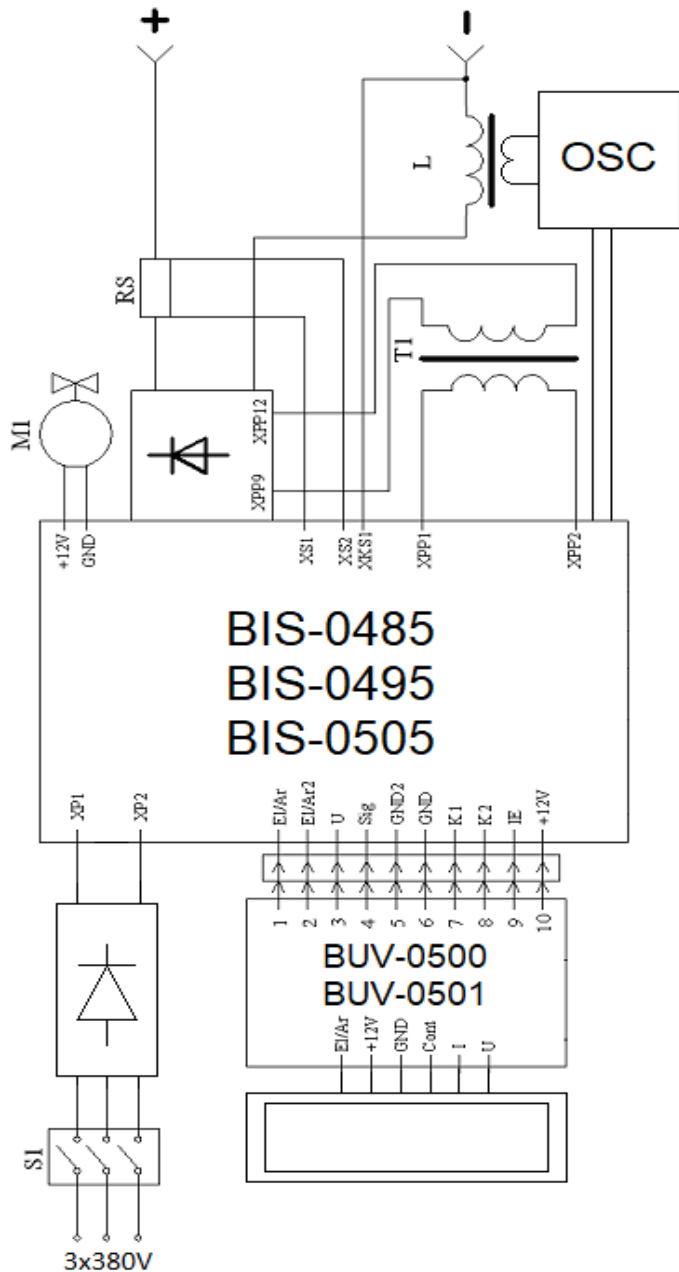 +
-
OSC
L
RS
T1
M1
XPP12
XPP9
+12V
GND
XS1
XS2
XKS1
XPP1
XPP2
BIS-0485
BIS-0495
BIS-0505
XP1
XP2
El/Ar
El/Ar2
U
Sig
GND2
GND
K1
K2
IE
+12V
1
2
3
4
5
6
7
8
9
10
BUV-0500
BUV-0501
El/Ar
+12V
GND
Cont
I
U
S1
3x380V